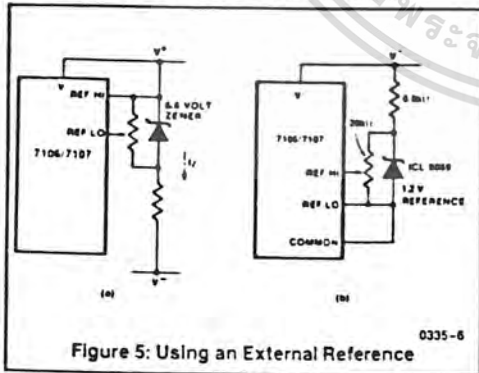 V+
V
REF HI
6.8 VOLT
ZENER
REF LO
7106/7107
IZ
V-
(a)
V
6.8kΩ
20kΩ
7106/7107
ICL 8069
REF HI
1.2 V
REFERENCE
REF LO
COMMON
(b)
0335-6
Figure 5: Using an External Reference